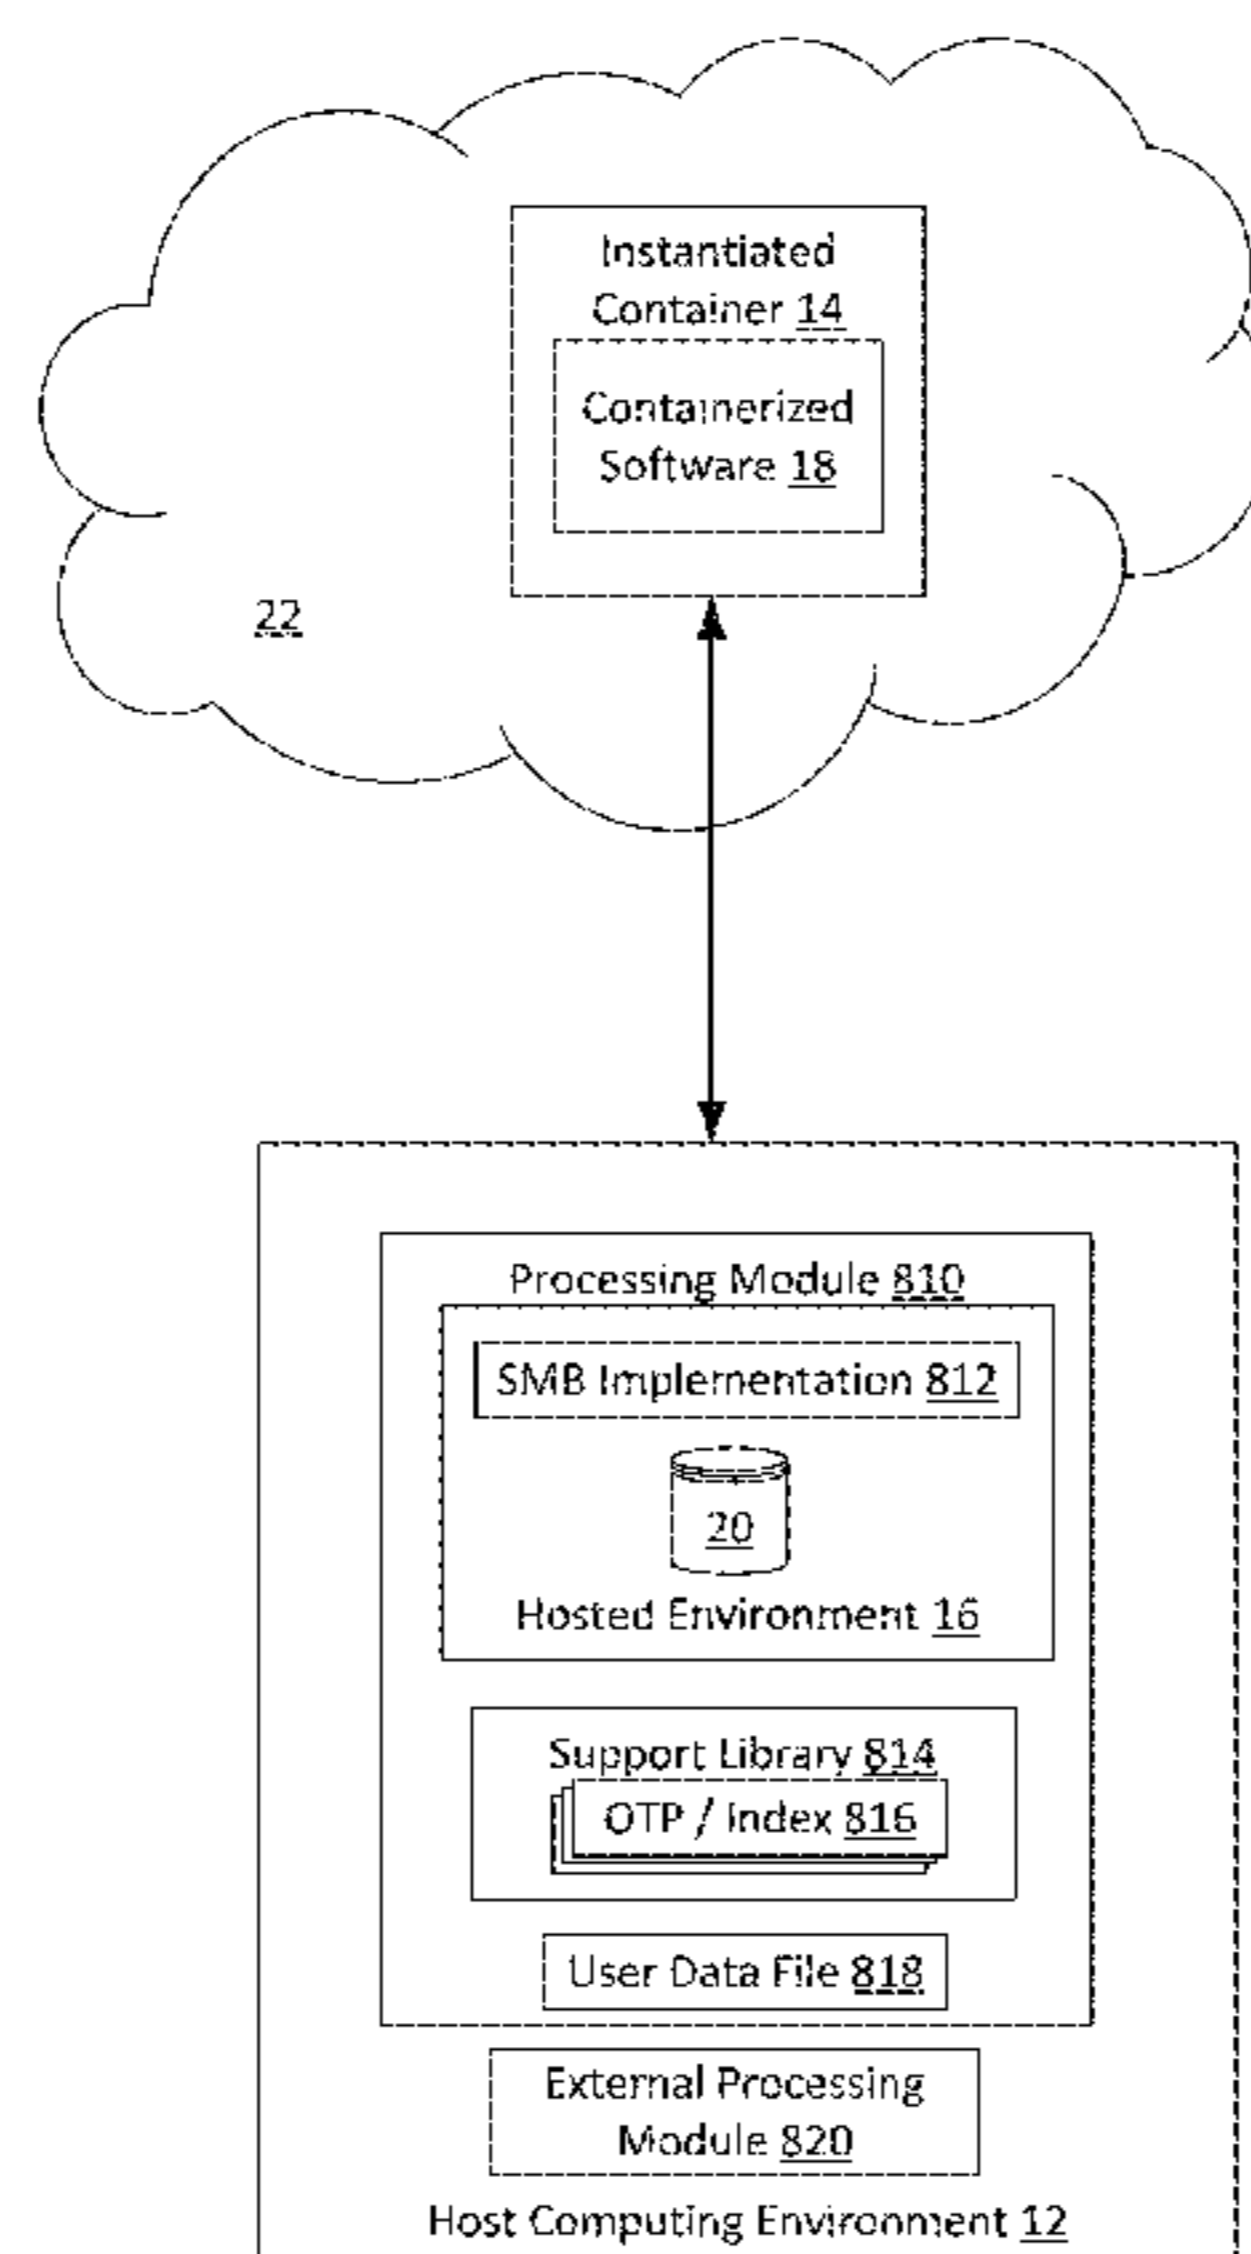 Instantiated
Container 14
Containerized
Software 18
22
Processing Module 810
SMB Implementation 812
20
Hosted Environment 16
Support Library 814
OTP / Index 816
User Data File 818
External Processing
Module 820
Host Computing Environment 12